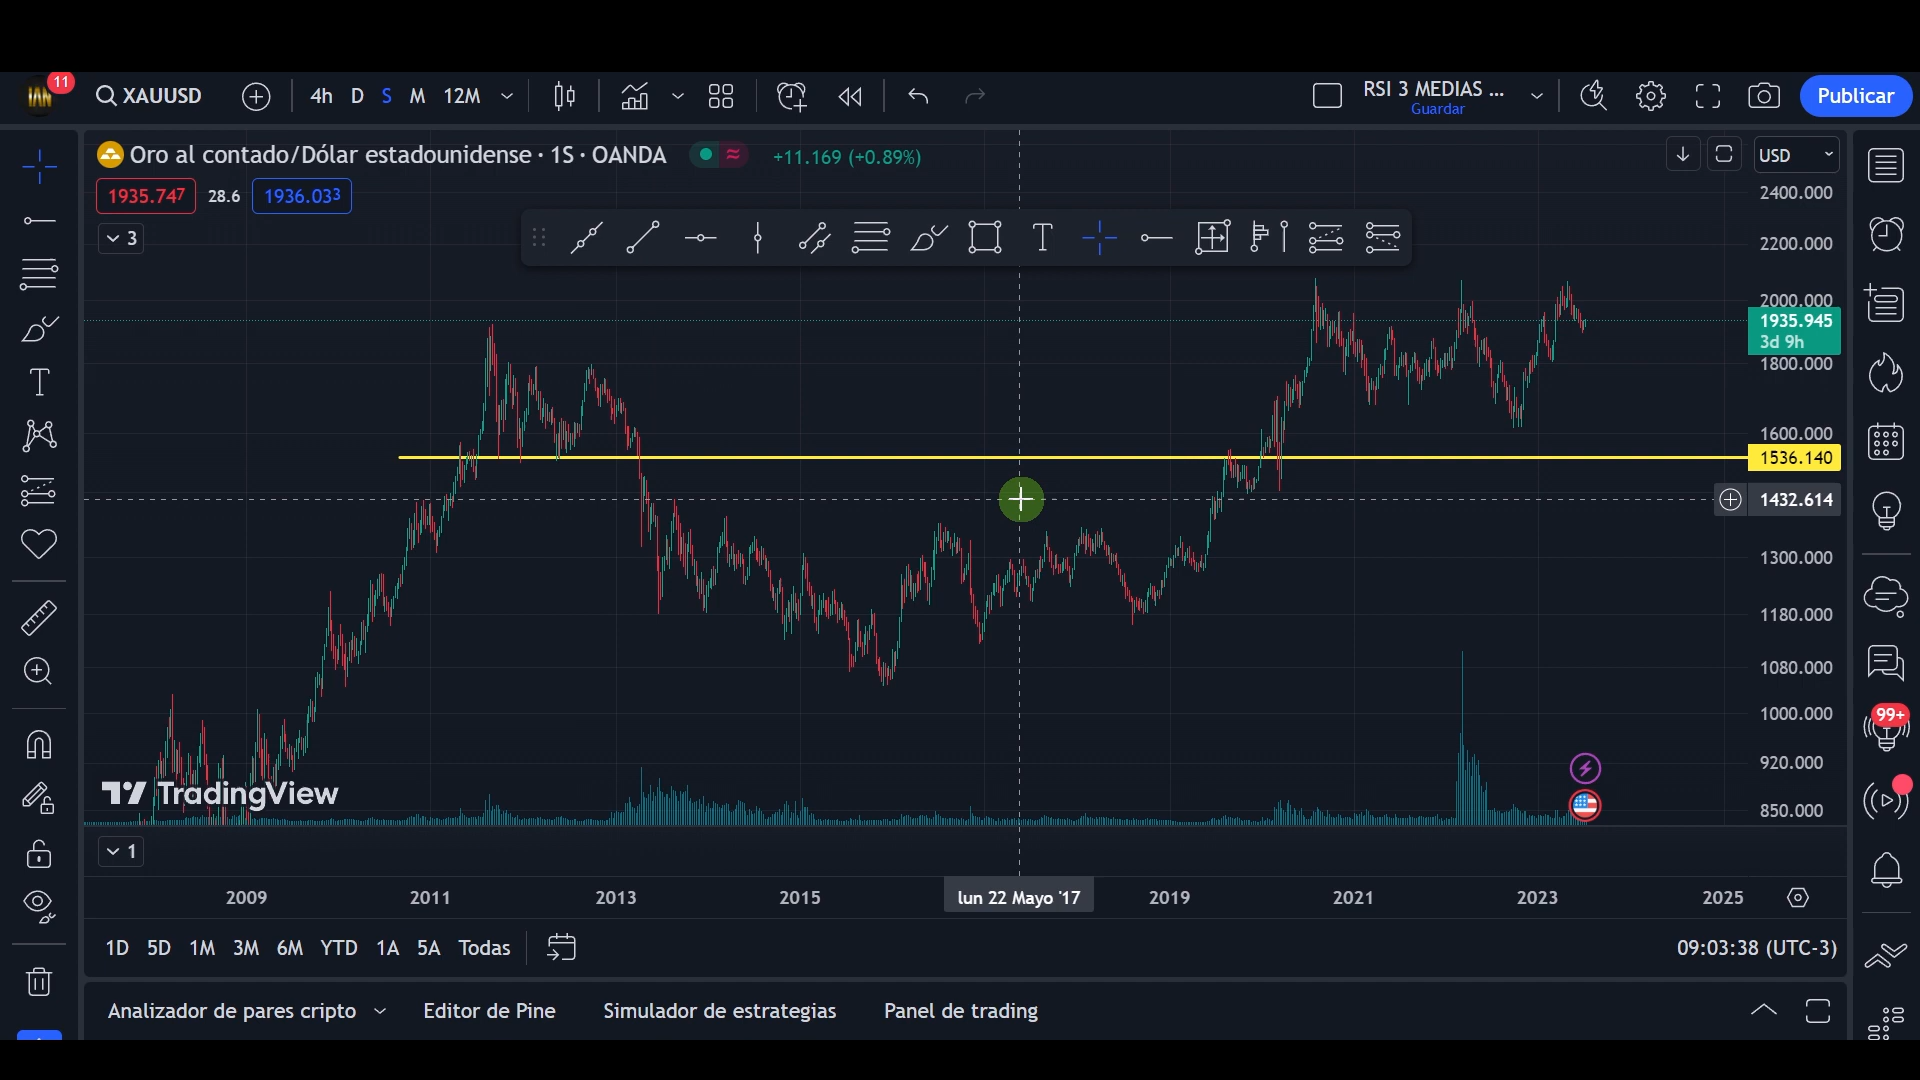 IAN
11
XAUUSD
4h D S M 12M
RSI 3 MEDIAS ...
Guardar
Publicar
Oro al contado/Dólar estadounidense · 1S · OANDA
+11.169 (+0.89%)
USD
1935.747 28.6 1936.033
3
T
T
2400.000
2200.000
2000.000
1935.945
3d 9h
1800.000
1600.000
1536.140
1432.614
1300.000
1180.000
1080.000
1000.000
920.000
850.000
99+
TradingView
1
2009 2011 2013 2015 lun 22 Mayo '17 2019 2021 2023 2025
1D 5D 1M 3M 6M YTD 1A 5A Todas
09:03:38 (UTC-3)
Analizador de pares cripto Editor de Pine Simulador de estrategias Panel de trading